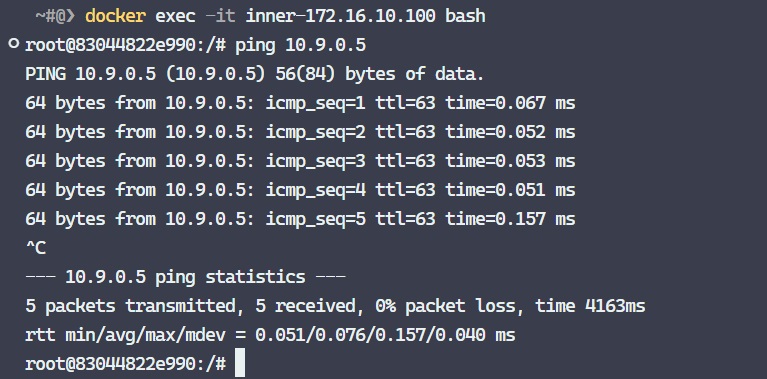 ~#@❯ docker exec -it inner-172.16.10.100 bash
root@83044822e990:/# ping 10.9.0.5
PING 10.9.0.5 (10.9.0.5) 56(84) bytes of data.
64 bytes from 10.9.0.5: icmp_seq=1 ttl=63 time=0.067 ms
64 bytes from 10.9.0.5: icmp_seq=2 ttl=63 time=0.052 ms
64 bytes from 10.9.0.5: icmp_seq=3 ttl=63 time=0.053 ms
64 bytes from 10.9.0.5: icmp_seq=4 ttl=63 time=0.051 ms
64 bytes from 10.9.0.5: icmp_seq=5 ttl=63 time=0.157 ms
^C
--- 10.9.0.5 ping statistics ---
5 packets transmitted, 5 received, 0% packet loss, time 4163ms
rtt min/avg/max/mdev = 0.051/0.076/0.157/0.040 ms
root@83044822e990:/#